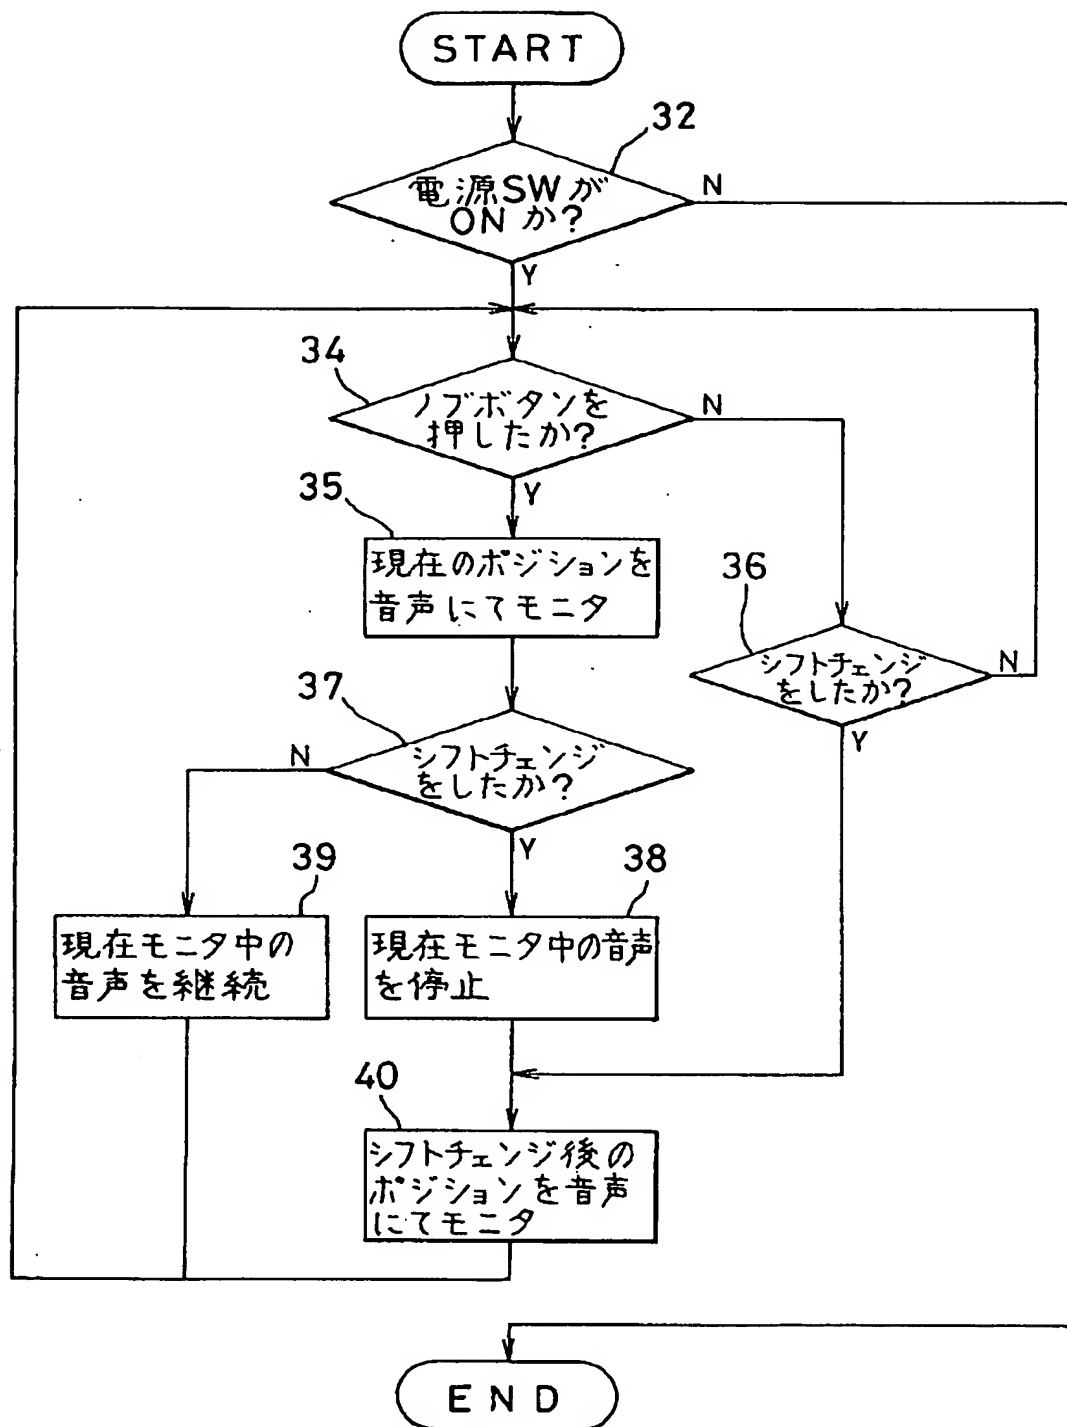 START
32
電源SWが
ONか?
N
Y
34
ノブボタンを
押したか?
N
Y
35
現在のポジションを
音声にてモニタ
36
シフトチェンジ
をしたか?
N
Y
37
シフトチェンジ
をしたか?
N
Y
39
現在モニタ中の
音声を継続
38
現在モニタ中の音声
を停止
40
シフトチェンジ後の
ポジションを音声
にてモニタ
END